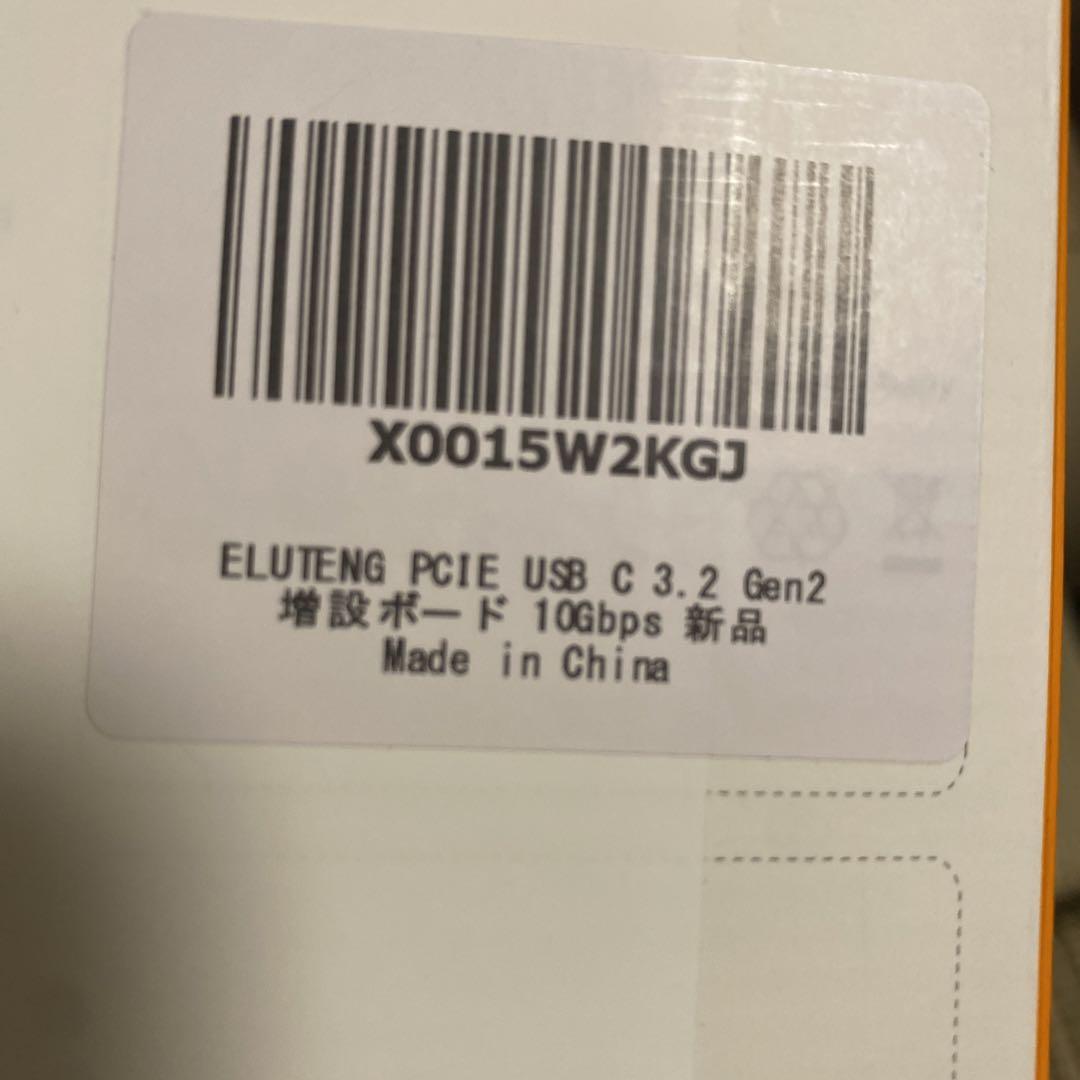 X0015W2KGJ
ELUTENG PCIE USB C 3.2 Gen2
増設ボード 10Gbps 新品
Made in China